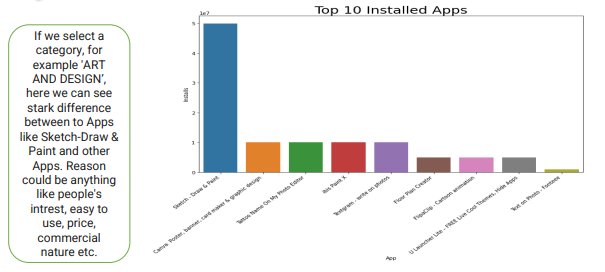 If we select a
category, for
example 'ART
AND DESIGN',
here we can see
stark difference
between to Apps
like Sketch-Draw &
Paint and other
Apps. Reason
could be anything
like people's
intrest, easy to
use, price,
commercial
nature etc.
Top 10 Installed Apps
1e7
5
4
3
2
1
0
Installs
Sketch - Draw & Paint
Canva: Poster, banner, card maker & graphic design
Tattoo Name On My Photo Editor
ibis Paint X
Textgram - write on photos
Floor Plan Creator
FlipaClip - Cartoon animation
U Launcher Lite – FREE Live Cool Themes, Hide Apps
Text on Photo - Fonteee
App